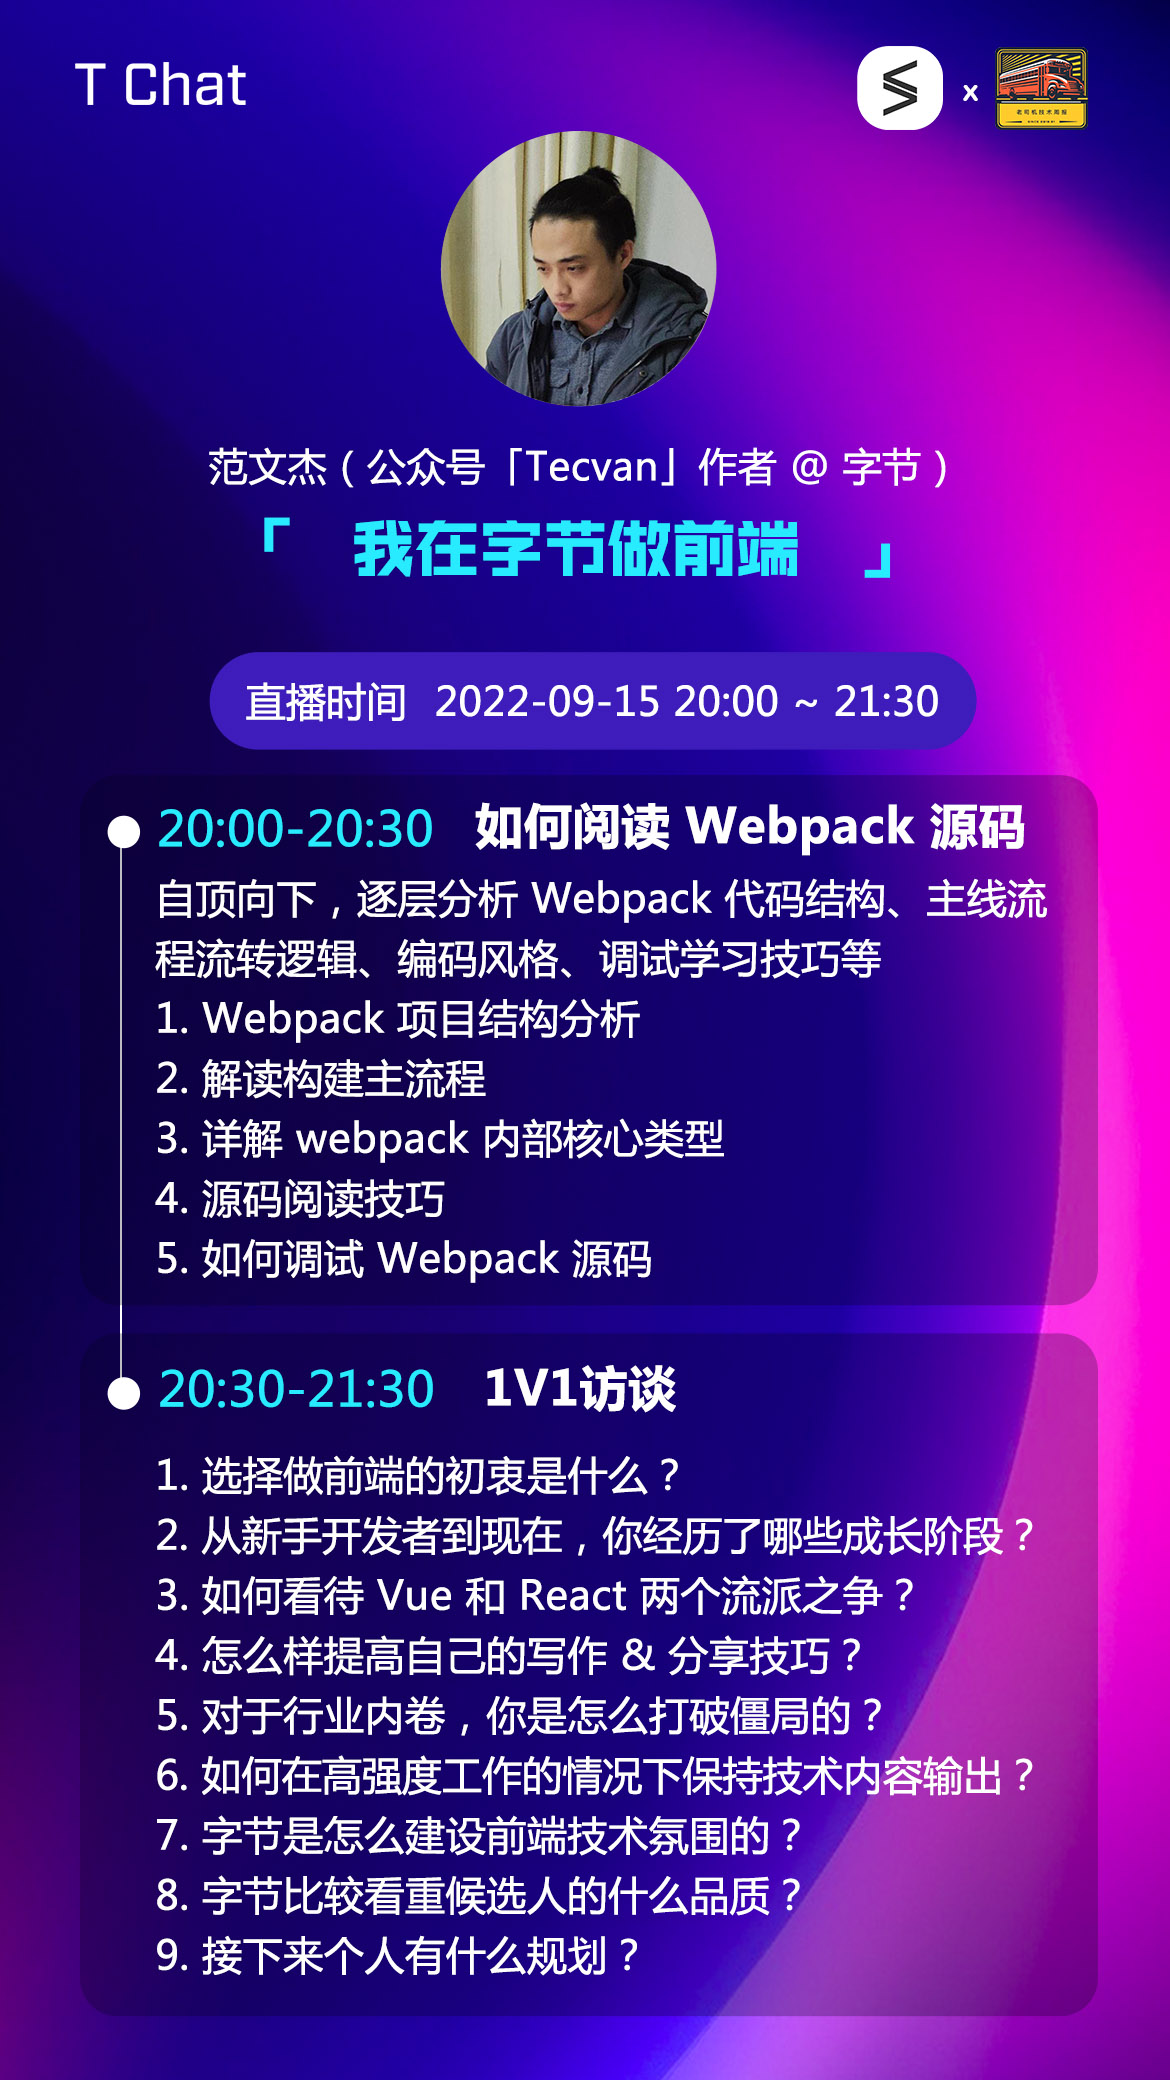 T Chat
x
老司机技术周报
范文杰（公众号「Tecvan」作者 @ 字节）
「 我在字节做前端 」
直播时间 2022-09-15 20:00 ~ 21:30
20:00-20:30 如何阅读 Webpack 源码
自顶向下，逐层分析 Webpack 代码结构、主线流
程流转逻辑、编码风格、调试学习技巧等
1. Webpack 项目结构分析
2. 解读构建主流程
3. 详解 webpack 内部核心类型
4. 源码阅读技巧
5. 如何调试 Webpack 源码
20:30-21:30 1V1访谈
1. 选择做前端的初衷是什么？
2. 从新手开发者到现在，你经历了哪些成长阶段？
3. 如何看待 Vue 和 React 两个流派之争？
4. 怎么样提高自己的写作 & 分享技巧？
5. 对于行业内卷，你是怎么打破僵局的？
6. 如何在高强度工作的情况下保持技术内容输出？
7. 字节是怎么建设前端技术氛围的？
8. 字节比较看重候选人的什么品质？
9. 接下来个人有什么规划？